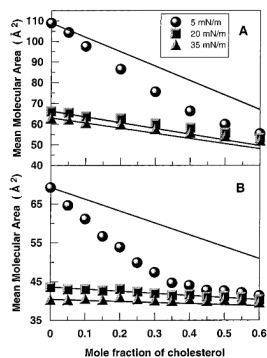 110
100
90
80
70
60
50
40
Mean Molecular Area (Å²)
5 mN/m
20 mN/m
35 mN/m
A
65
55
45
35
Mean Molecular Area (Å²)
B
0 0.1 0.2 0.3 0.4 0.5 0.6
Mole fraction of cholesterol